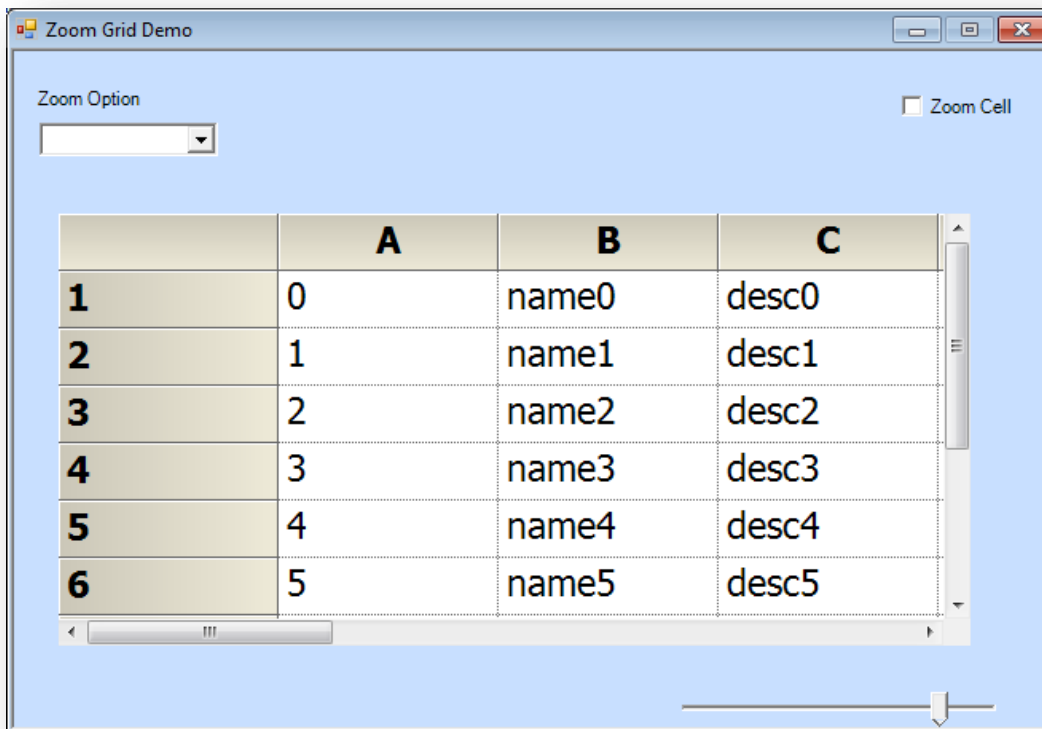 Zoom Grid Demo
Zoom Option
Zoom Cell
A B C
1 0 name0 desc0
2 1 name1 desc1
3 2 name2 desc2
4 3 name3 desc3
5 4 name4 desc4
6 5 name5 desc5